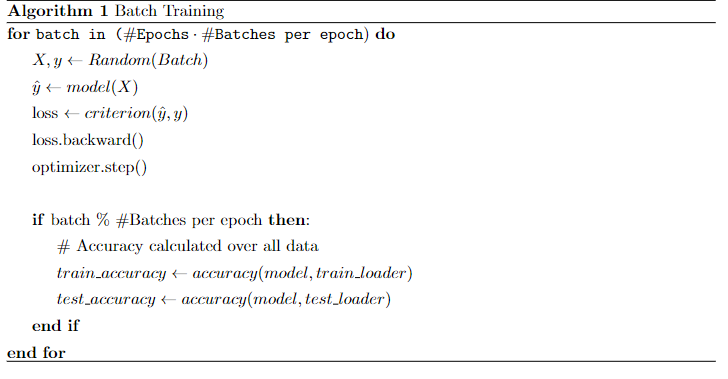 Algorithm 1 Batch Training
for batch in (#Epochs · #Batches per epoch) do
X, y ← Random(Batch)
ŷ ← model(X)
loss ← criterion(ŷ, y)
loss.backward()
optimizer.step()
if batch % #Batches per epoch then:
# Accuracy calculated over all data
train_accuracy ← accuracy(model, train_loader)
test_accuracy ← accuracy(model, test_loader)
end if
end for